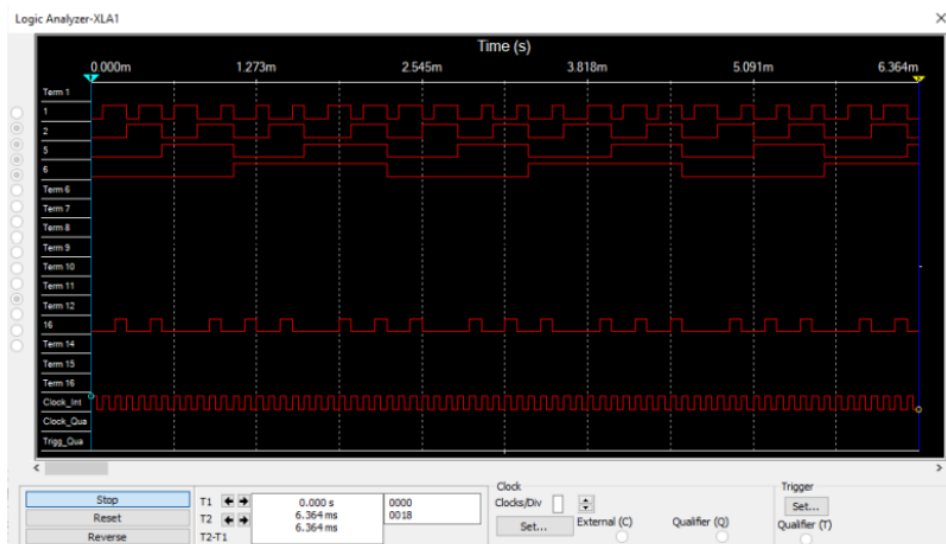 Logic Analyzer-XLA1
Time (s)
0.000m 1.273m 2.545m 3.818m 5.091m 6.364m
Term 1
1
2
5
6
Term 6
Term 7
Term 8
Term 9
Term 10
Term 11
Term 12
16
Term 14
Term 15
Term 16
Clock_Int
Clock_Qua
Trigg_Qua
Stop
Reset
Reverse
T1 0.000 s 0000
T2 6.364 ms 0018
T2-T1 6.364 ms
Clock
Clocks/Div
Set... External (C) Qualifier (Q)
Trigger
Set...
Qualifier (T)